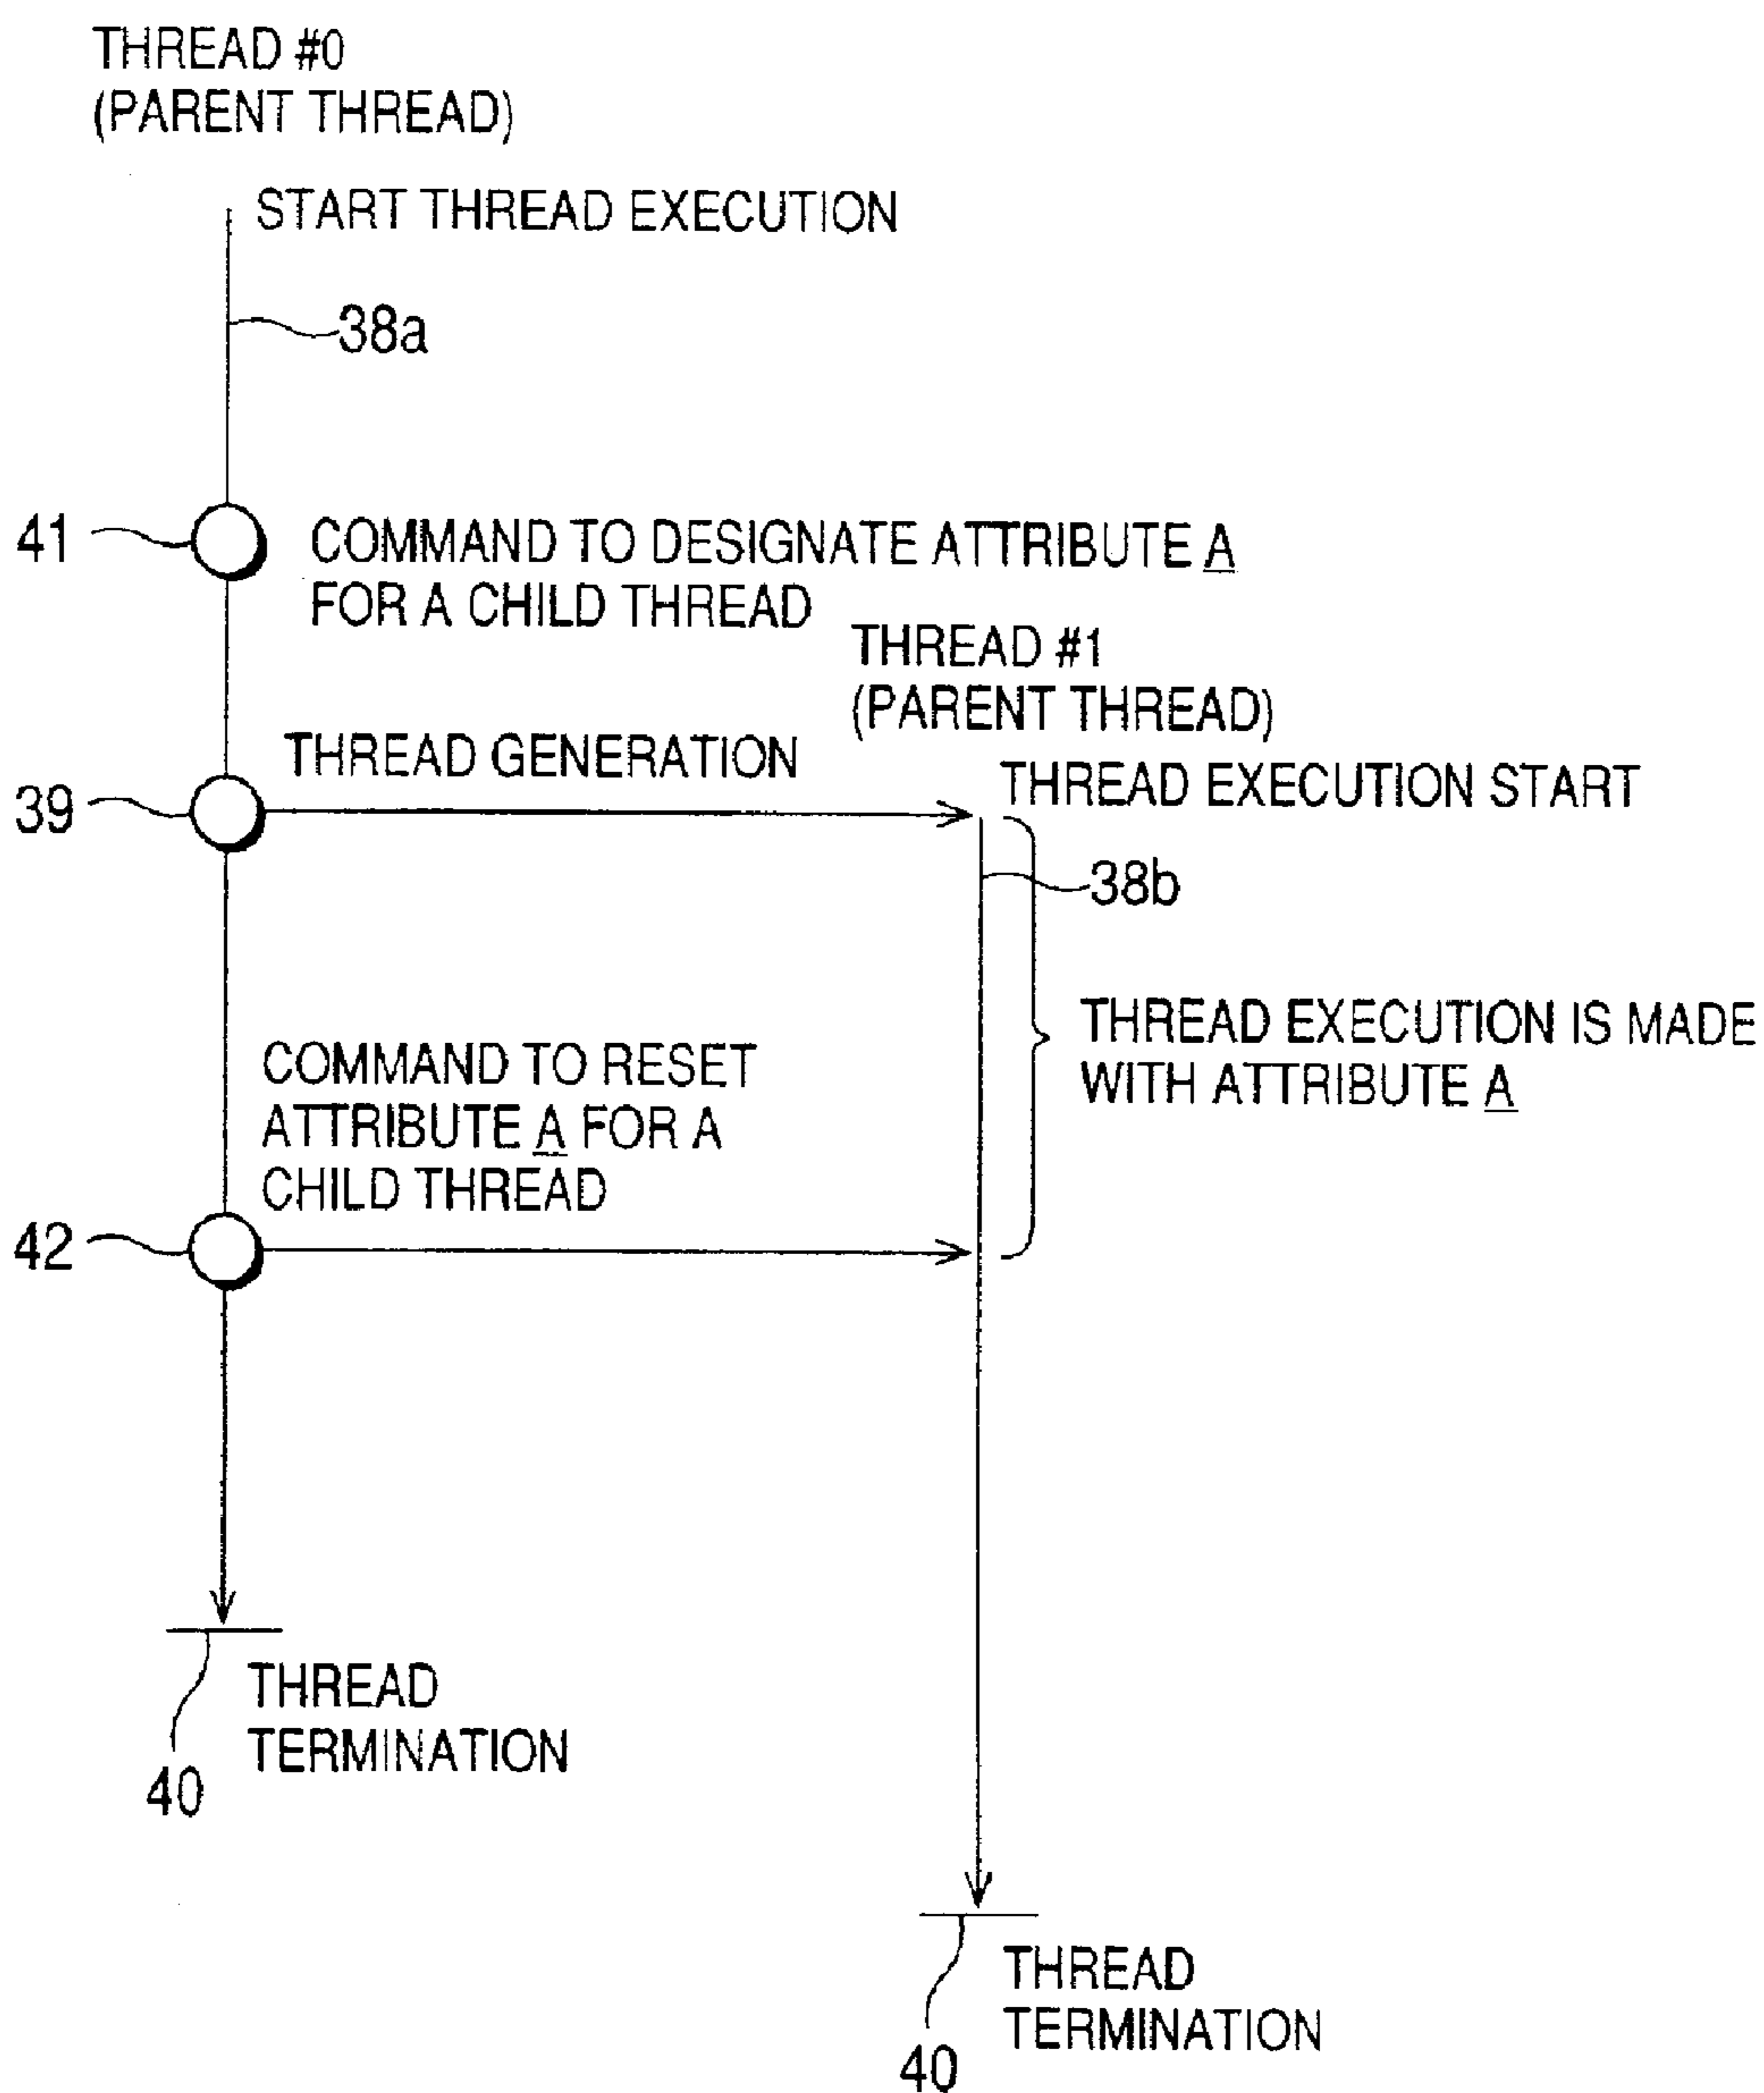 THREAD #0
(PARENT THREAD)
START THREAD EXECUTION
38a
41
COMMAND TO DESIGNATE ATTRIBUTE A
FOR A CHILD THREAD
THREAD #1
(PARENT THREAD)
THREAD GENERATION
THREAD EXECUTION START
39
38b
THREAD EXECUTION IS MADE
WITH ATTRIBUTE A
COMMAND TO RESET
ATTRIBUTE A FOR A
CHILD THREAD
42
THREAD
TERMINATION
40
THREAD
TERMINATION
40